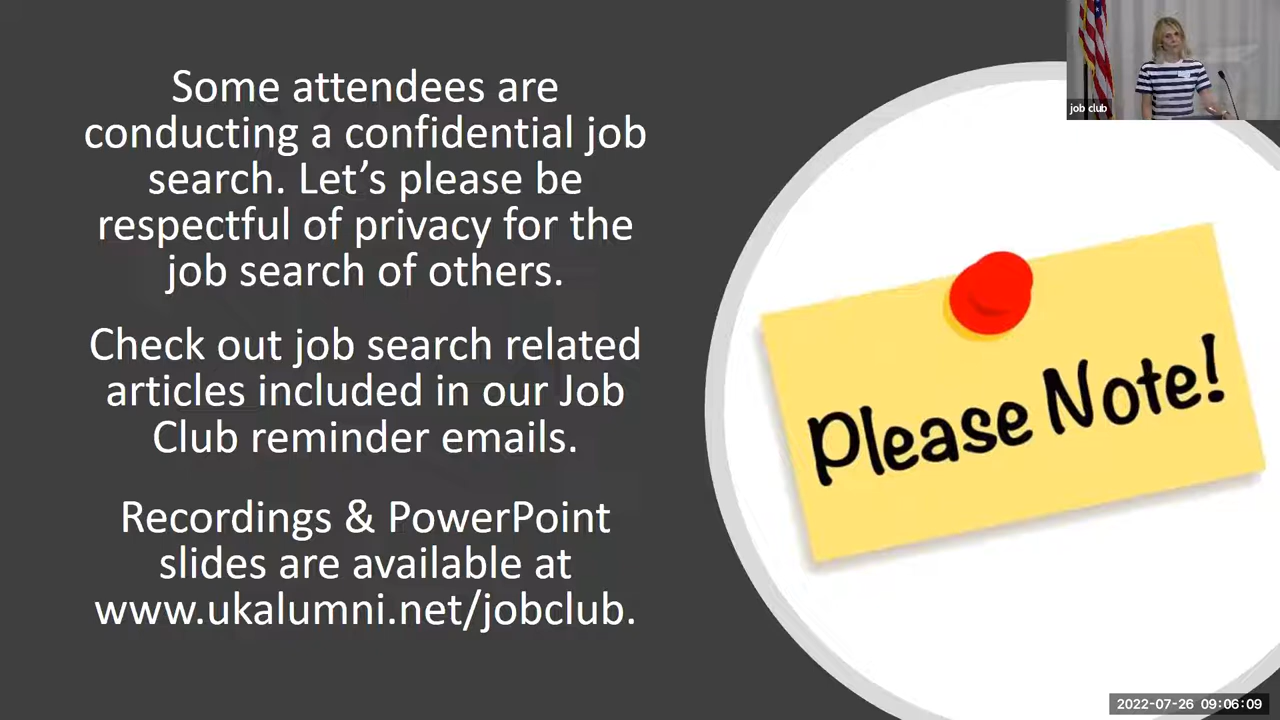 Some attendees are
conducting a confidential job
search. Let’s please be
respectful of privacy for the
job search of others.
Check out job search related
articles included in our Job
Club reminder emails.
Recordings & PowerPoint
slides are available at
www.ukalumni.net/jobclub.
Please Note!
job club
2022-07-26 09:06:09